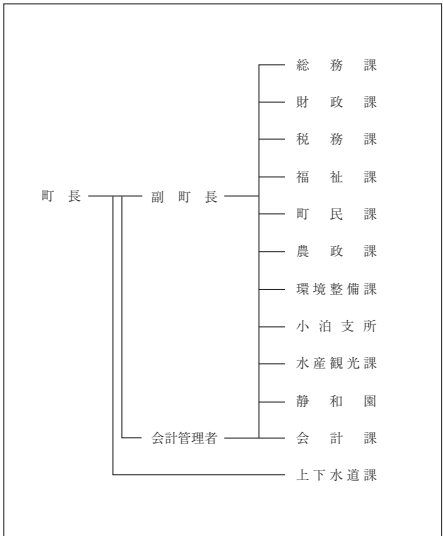 総務課
財政課
税務課
福祉課
町長 副町長
町民課
農政課
環境整備課
小泊支所
水産観光課
静和園
会計管理者 会計課
上下水道課